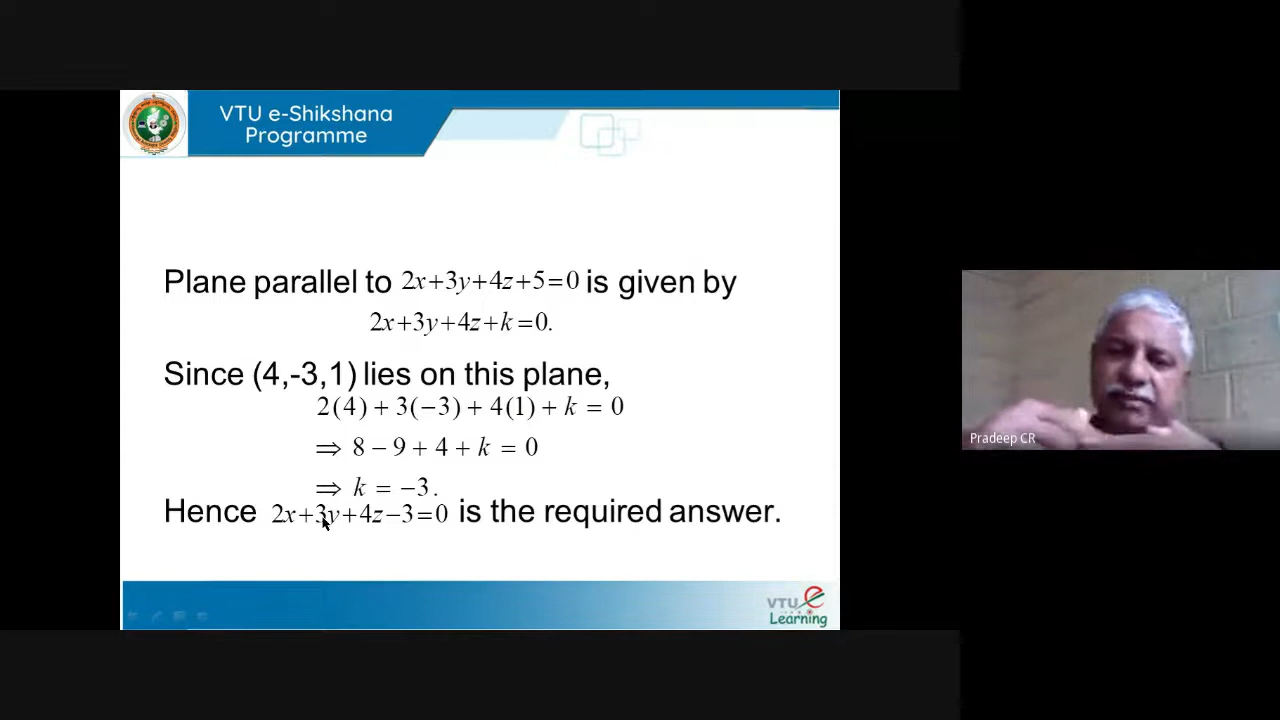 VTU e-Shikshana
Programme
Plane parallel to 2x+3y+4z+5=0 is given by
2x+3y+4z+k=0.
Since (4,-3,1) lies on this plane,
2(4) + 3(−3) + 4(1) + k = 0
⇒ 8 − 9 + 4 + k = 0
⇒ k = −3.
Hence 2x+3y+4z−3=0 is the required answer.
Pradeep CR
VTU e
Learning